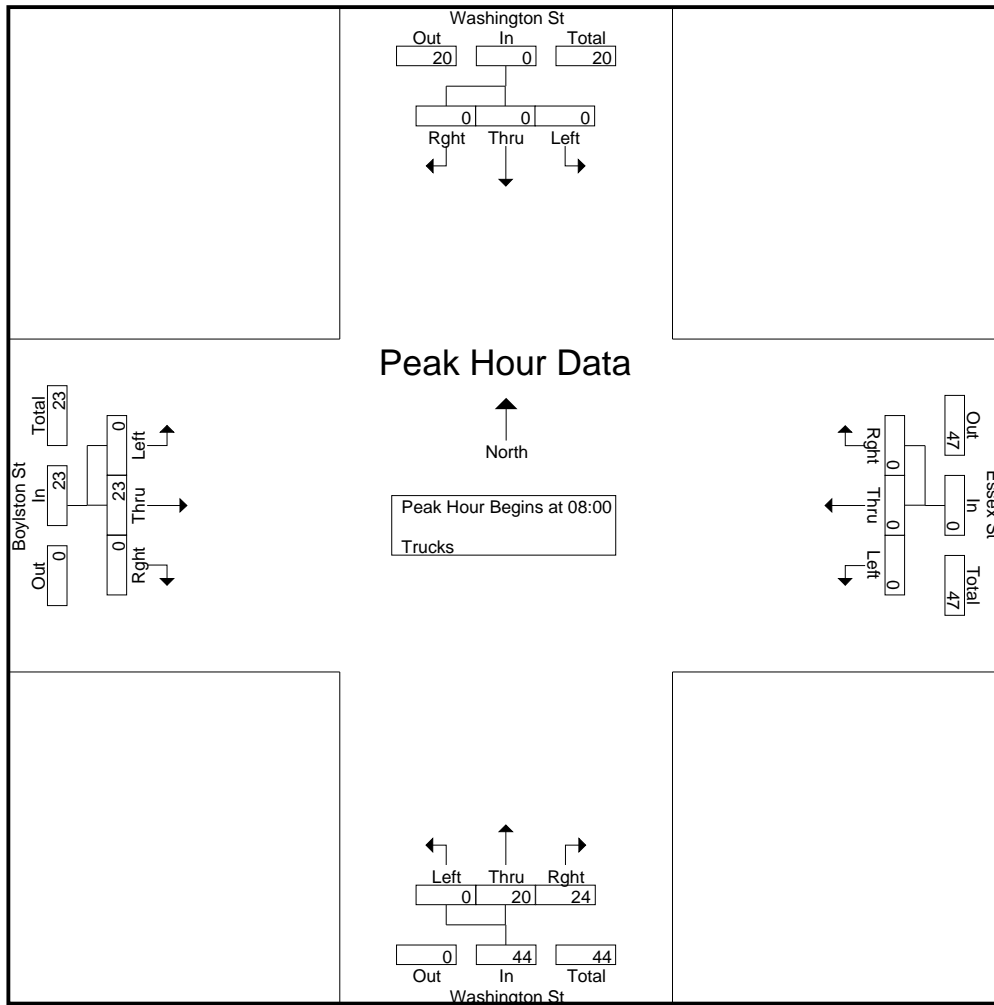 Washington St
Out In Total
20 0 20
0 0 0
Rght Thru Left
Peak Hour Data
North
Peak Hour Begins at 08:00
Trucks
Boylston St
Total In Out
23 23 0
0 23 0
Left Thru Rght
Essex St
Out In Total
47 0 47
0 0 0
Rght Thru Left
Left Thru Rght
0 20 24
0 44 44
Out In Total
Washington St